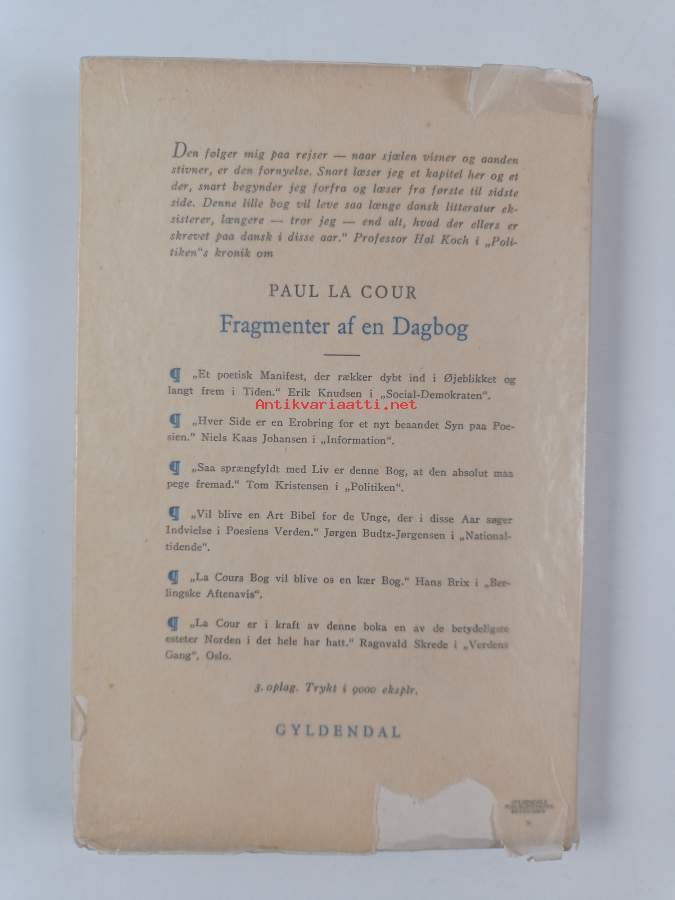 Den følger mig paa rejser — naar sjælen visner og aanden
stivner, er den fornyelse. Snart læser jeg et kapitel her og et
der, snart begynder jeg forfra og læser fra første til sidste
side. Denne lille bog vil leve saa længe dansk litteratur ek-
sisterer, længere — tror jeg — end alt, hvad der ellers er
skrevet paa dansk i disse aar." Professor Hal Koch i „Poli-
tiken"s kronik om
PAUL LA COUR
Fragmenter af en Dagbog
¶ „Et poetisk Manifest, der rækker dybt ind i Øjeblikket og
langt frem i Tiden." Erik Knudsen i „Social-Demokraten".
Antikvariaatti.net
¶ „Hver Side er en Erobring for et nyt beaandet Syn paa Poe-
sien." Niels Kaas Johansen i „Information".
¶ „Saa sprængfyldt med Liv er denne Bog, at den absolut maa
pege fremad." Tom Kristensen i „Politiken".
¶ „Vil blive en Art Bibel for de Unge, der i disse Aar søger
Indvielse i Poesiens Verden." Jørgen Budtz-Jørgensen i „National-
tidende".
¶ „La Cours Bog vil blive os en kær Bog." Hans Brix i „Ber-
lingske Aftenavis".
¶ „La Cour er i kraft av denne boka en av de betydeligste
esteter Norden i det hele har hatt." Ragnvald Skrede i „Verdens
Gang", Oslo.
3. oplag. Trykt i 9000 eksplr.
GYLDENDAL